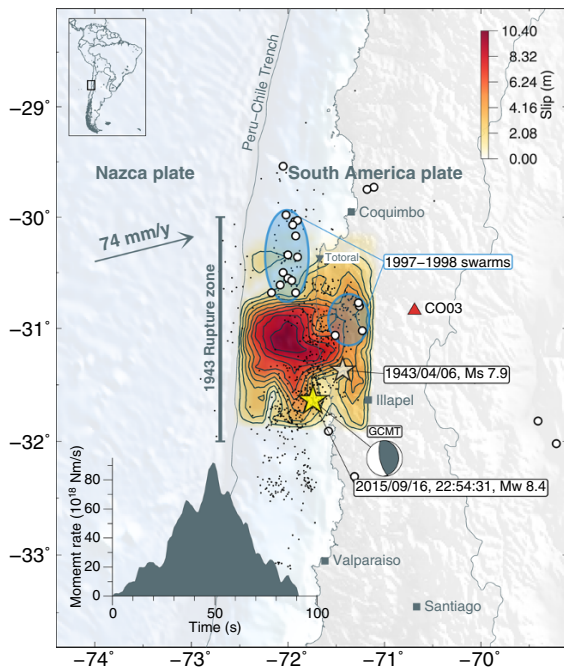 10,40
8.32
6.24
4.16
2.08
0.00
Slip (m)
−29°
−30°
−31°
−32°
−33°
Peru−Chile Trench
Nazca plate
South America plate
Coquimbo
74 mm/y
Totoral
1997−1998 swarms
1943 Rupture zone
CO03
1943/04/06, Ms 7.9
Illapel
GCMT
2015/09/16, 22:54:31, Mw 8.4
Momemt rate (10¹⁸ Nm/s)
80
60
40
20
0
0
50
100
Time (s)
Valparaiso
Santiago
−74°
−73°
−72°
−71°
−70°